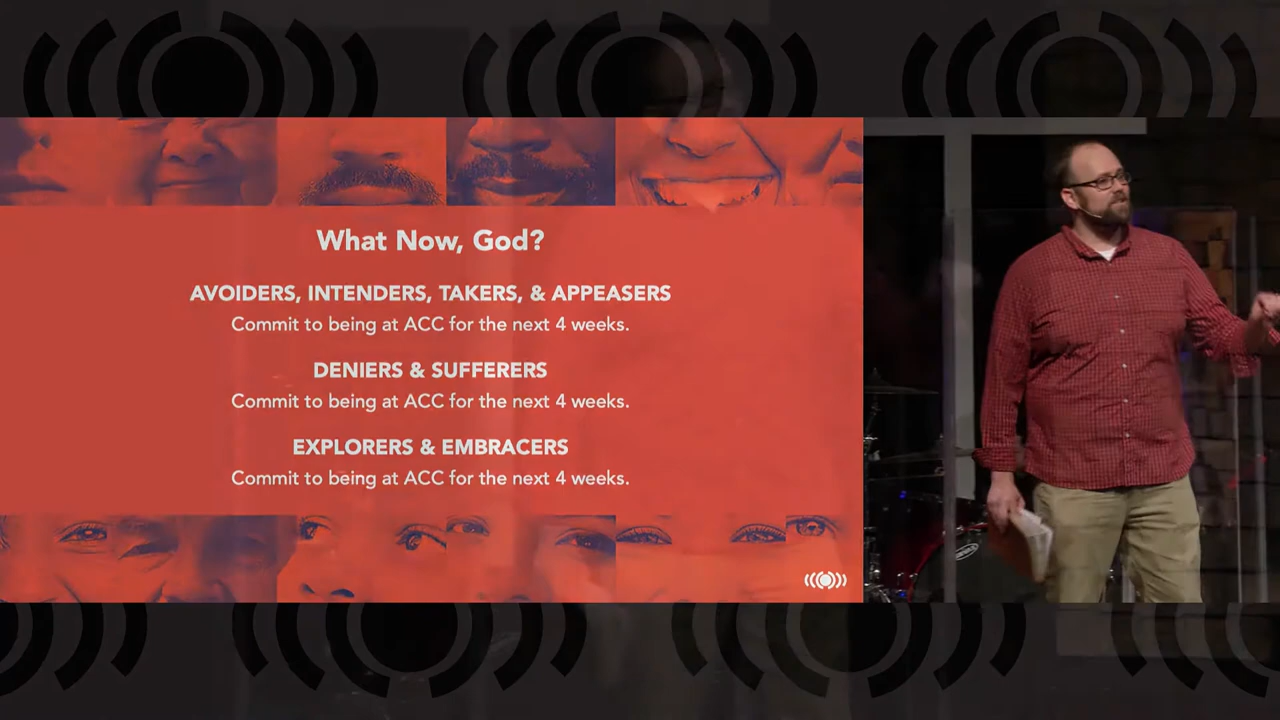 What Now, God?
AVOIDERS, INTENDERS, TAKERS, & APPEASERS
Commit to being at ACC for the next 4 weeks.
DENIERS & SUFFERERS
Commit to being at ACC for the next 4 weeks.
EXPLORERS & EMBRACERS
Commit to being at ACC for the next 4 weeks.